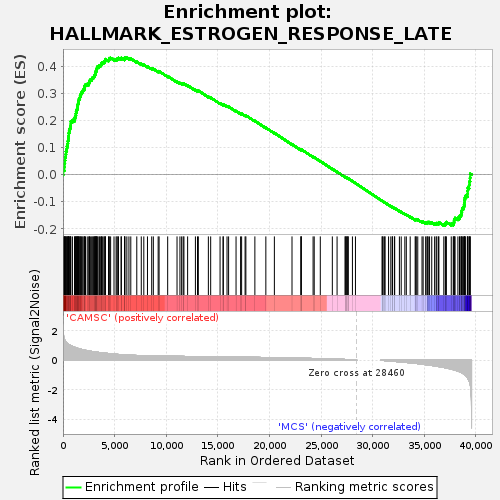 Enrichment plot:
HALLMARK_ESTROGEN_RESPONSE_LATE
Enrichment score (ES)
0.4
0.3
0.2
0.1
0.0
-0.1
-0.2
'CAMSC' (positively correlated)
Ranked list metric (Signal2Noise)
2
0
-2
-4
Zero cross at 28460
'MCS' (negatively correlated)
0
5,000
10,000
15,000
20,000
25,000
30,000
35,000
40,000
Rank in Ordered Dataset
Enrichment profile
Hits
Ranking metric scores